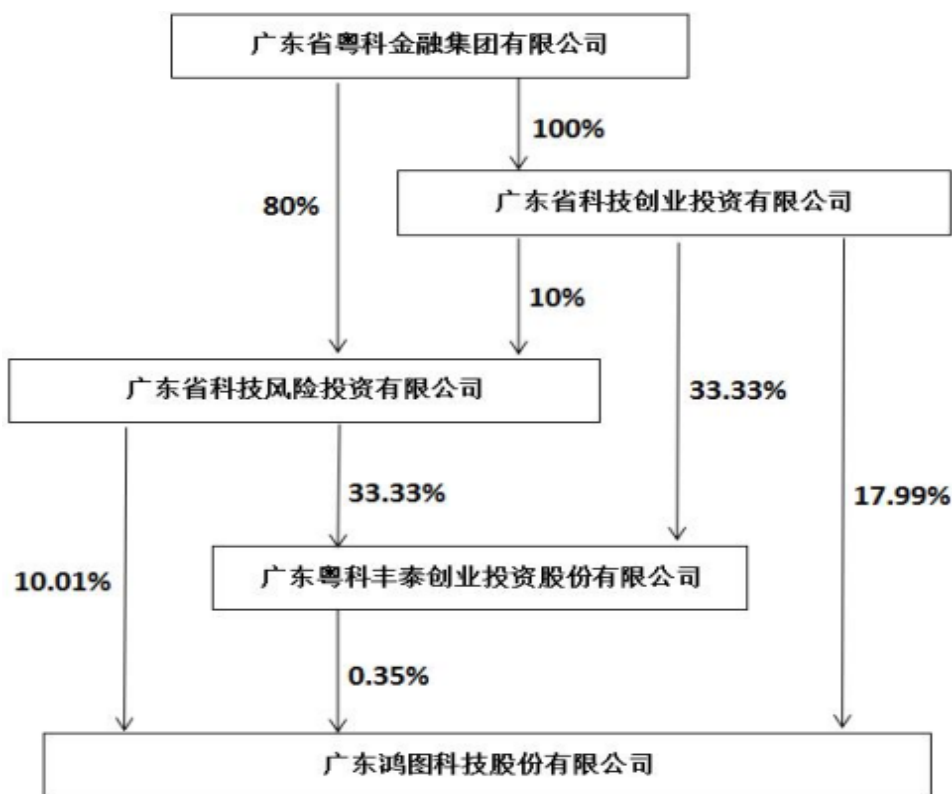 广东省粤科金融集团有限公司
100%
80%
广东省科技创业投资有限公司
10%
广东省科技风险投资有限公司
33.33%
33.33%
17.99%
10.01%
广东粤科丰泰创业投资股份有限公司
0.35%
广东鸿图科技股份有限公司